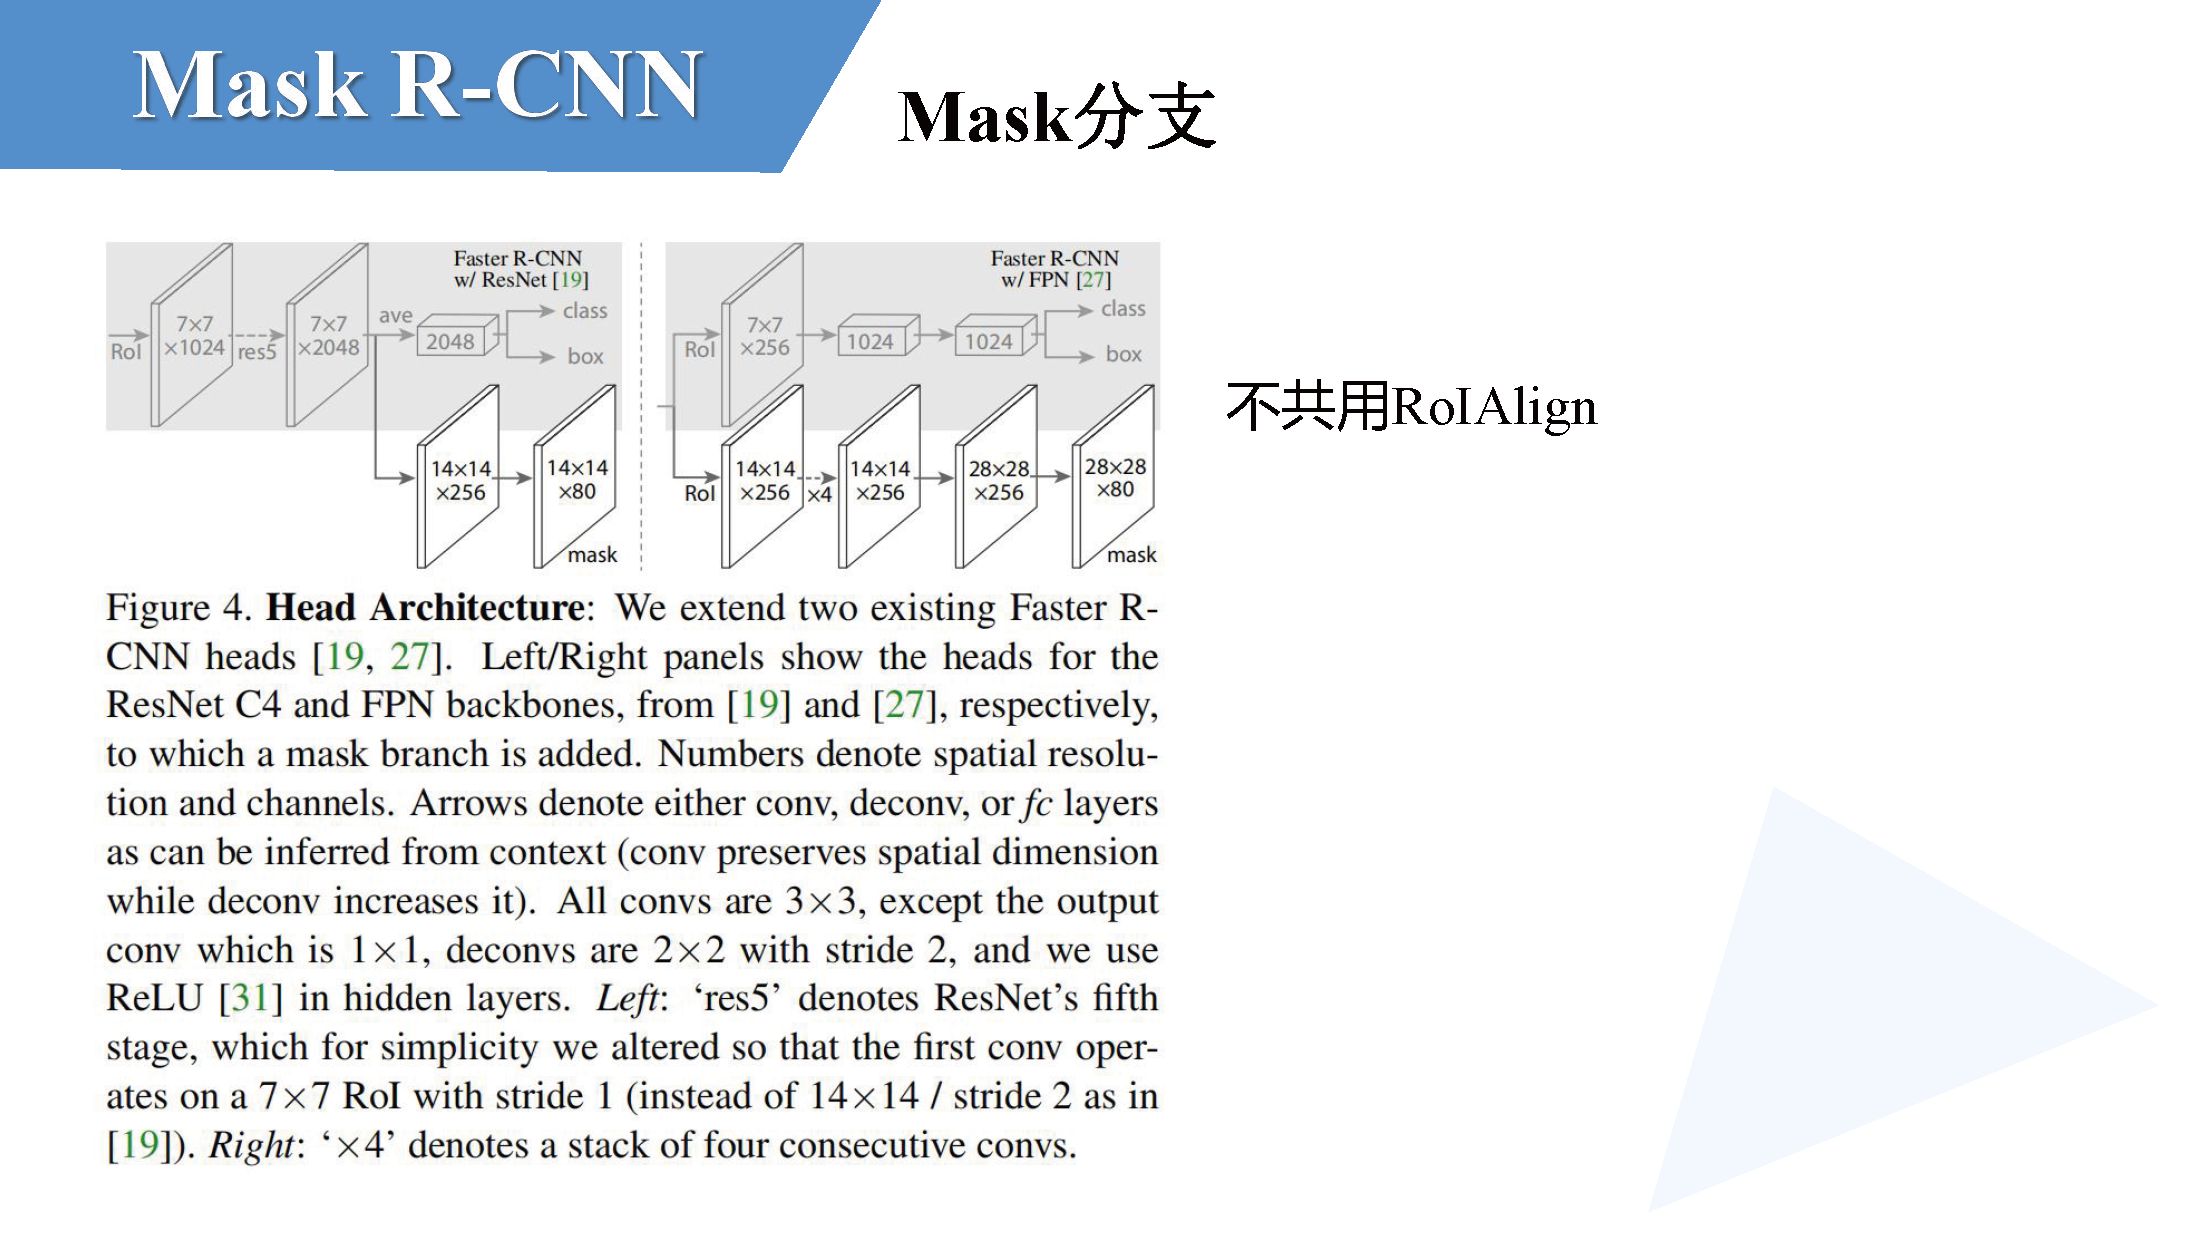 Mask R-CNN
Mask分支
Faster R-CNN
w/ ResNet [19]
RoI
7×7
×1024
res5
7×7
×2048
ave
2048
class
box
14×14
×256
14×14
×80
mask
Faster R-CNN
w/ FPN [27]
RoI
7×7
×256
1024
1024
class
box
RoI
14×14
×256
×4
14×14
×256
28×28
×256
28×28
×80
mask
不共用RoIAlign
Figure 4. Head Architecture: We extend two existing Faster R-
CNN heads [19, 27]. Left/Right panels show the heads for the
ResNet C4 and FPN backbones, from [19] and [27], respectively,
to which a mask branch is added. Numbers denote spatial resolu-
tion and channels. Arrows denote either conv, deconv, or fc layers
as can be inferred from context (conv preserves spatial dimension
while deconv increases it). All convs are 3×3, except the output
conv which is 1×1, deconvs are 2×2 with stride 2, and we use
ReLU [31] in hidden layers. Left: ‘res5’ denotes ResNet’s fifth
stage, which for simplicity we altered so that the first conv oper-
ates on a 7×7 RoI with stride 1 (instead of 14×14 / stride 2 as in
[19]). Right: ‘×4’ denotes a stack of four consecutive convs.